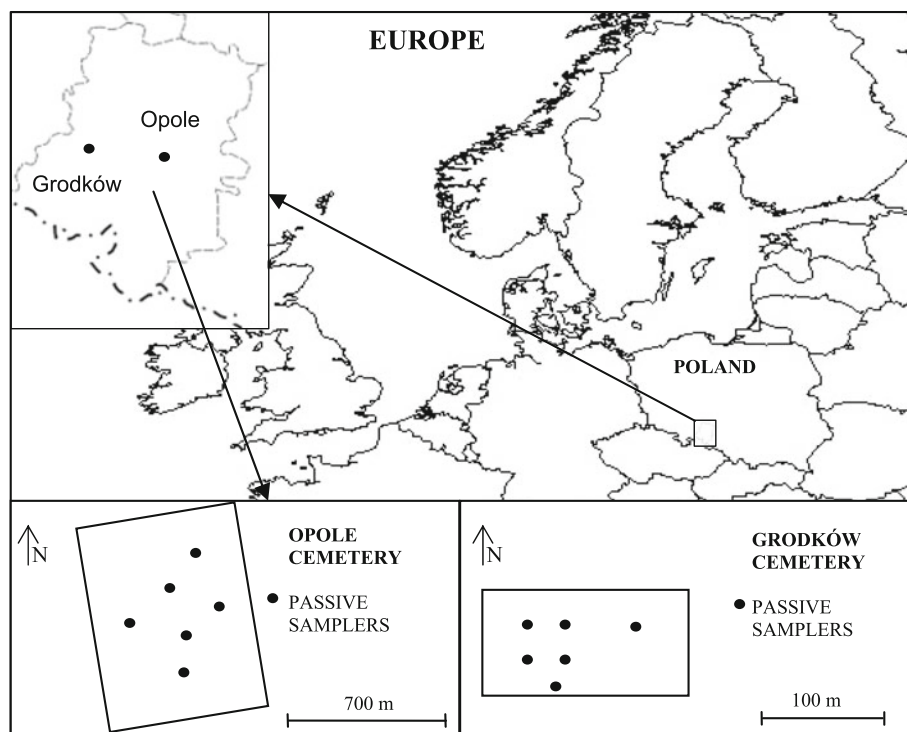 EUROPE
Opole
Grodków
POLAND
N
OPOLE
CEMETERY
PASSIVE
SAMPLERS
700 m
N
GRODKÓW
CEMETERY
PASSIVE
SAMPLERS
100 m